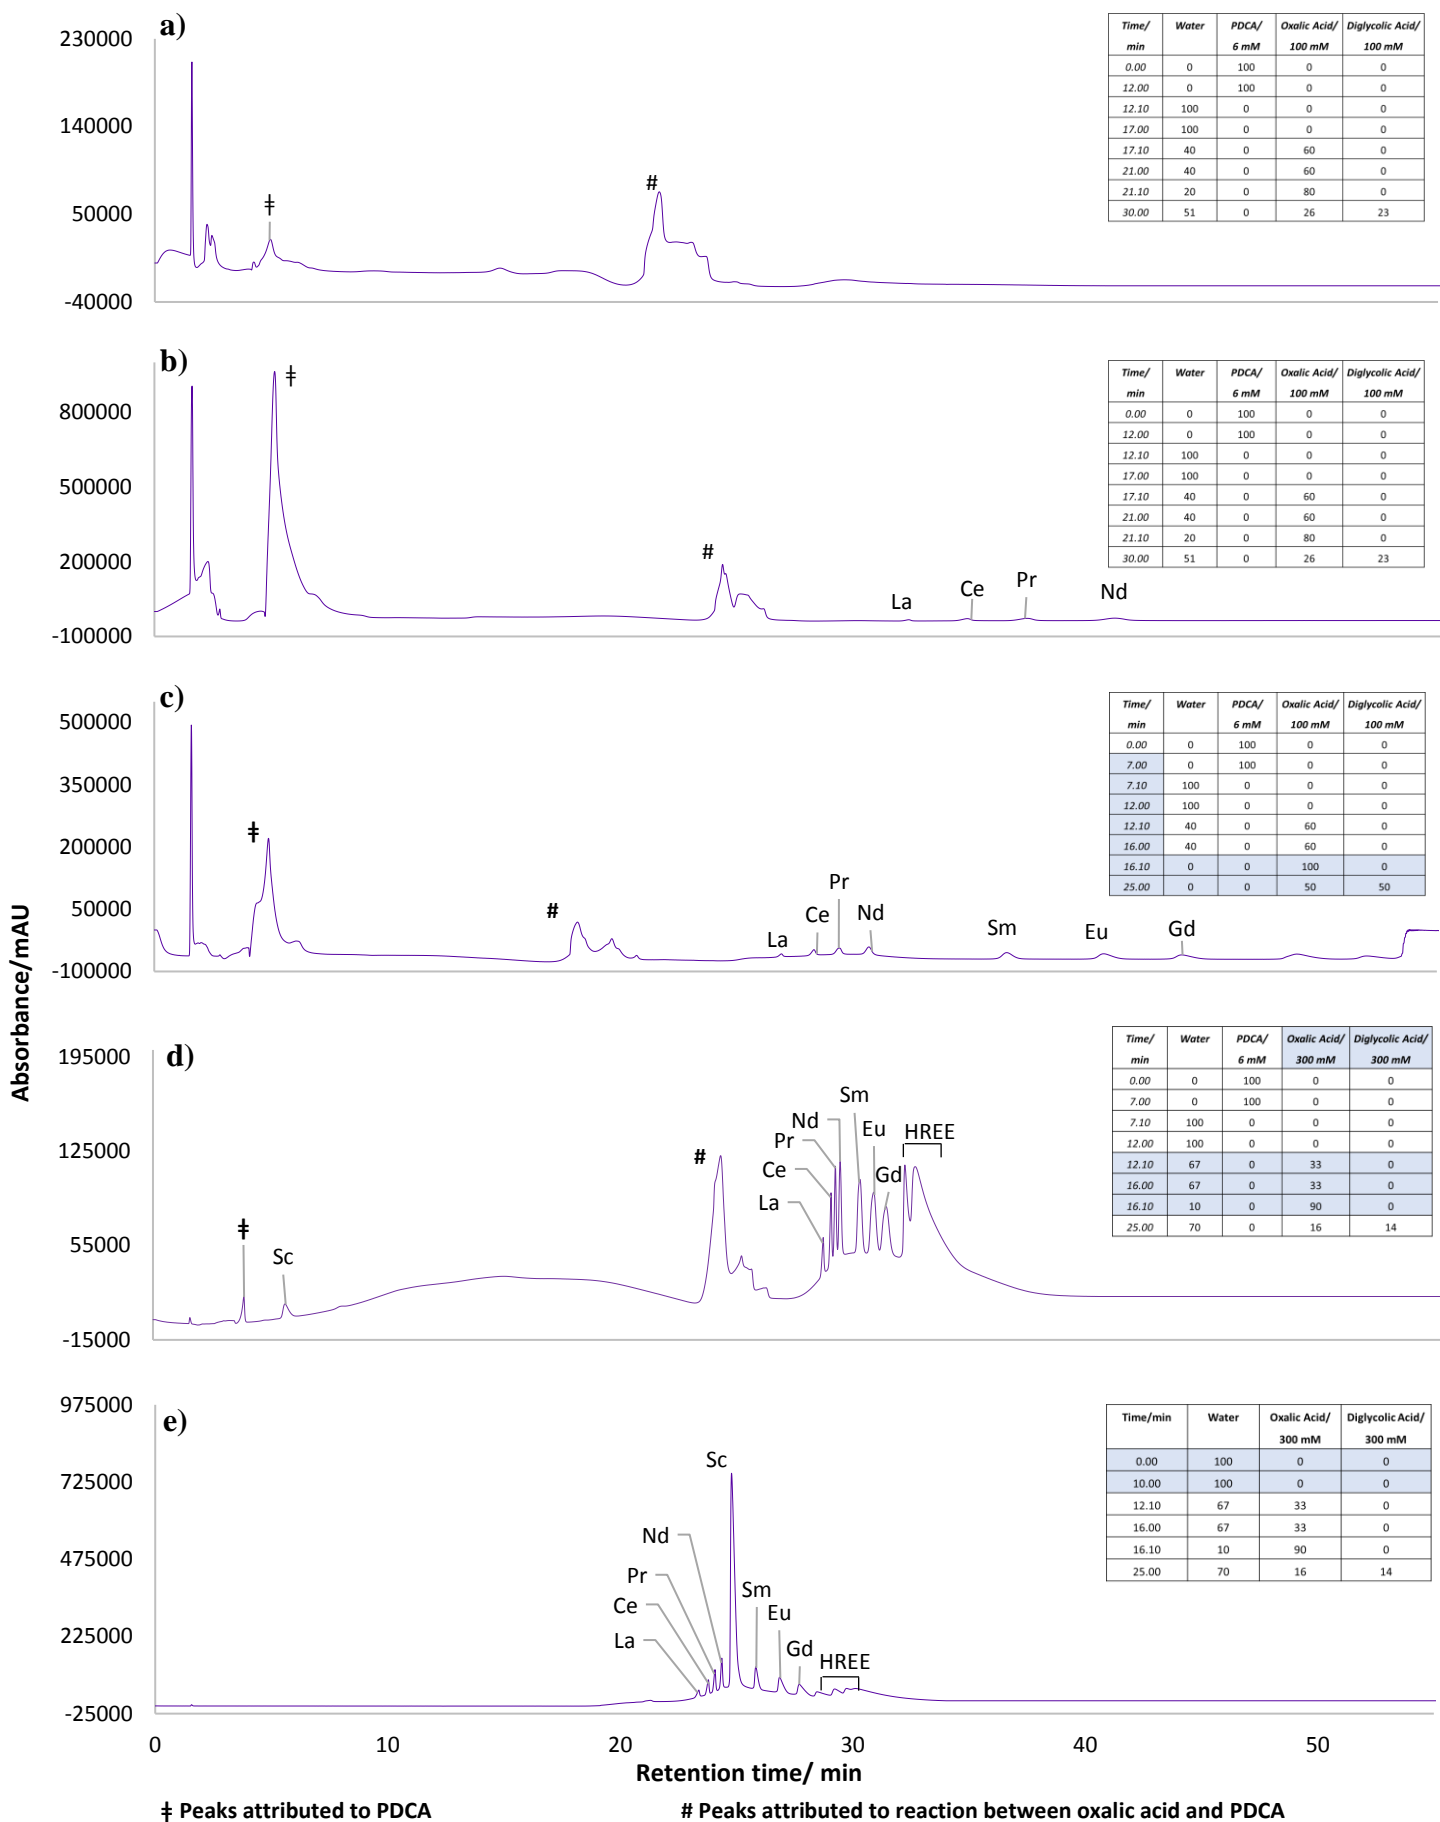 a)
230000
140000
50000
-40000
ǂ
#
Time/ min Water PDCA/ 6 mM Oxalic Acid/ 100 mM Diglycolic Acid/ 100 mM
0.00 0 100 0 0
12.00 0 100 0 0
12.10 100 0 0 0
17.00 100 0 0 0
17.10 40 0 60 0
21.00 40 0 60 0
21.10 20 0 80 0
30.00 51 0 26 23
b)
800000
500000
200000
-100000
ǂ
#
La Ce Pr Nd
Time/ min Water PDCA/ 6 mM Oxalic Acid/ 100 mM Diglycolic Acid/ 100 mM
0.00 0 100 0 0
12.00 0 100 0 0
12.10 100 0 0 0
17.00 100 0 0 0
17.10 40 0 60 0
21.00 40 0 60 0
21.10 20 0 80 0
30.00 51 0 26 23
c)
500000
350000
200000
50000
-100000
ǂ
#
La Ce Pr Nd Sm Eu Gd
Time/ min Water PDCA/ 6 mM Oxalic Acid/ 100 mM Diglycolic Acid/ 100 mM
0.00 0 100 0 0
7.00 0 100 0 0
7.10 100 0 0 0
12.00 100 0 0 0
12.10 40 0 60 0
16.00 40 0 60 0
16.10 0 0 100 0
25.00 0 0 50 50
Absorbance/mAU
d)
195000
125000
55000
-15000
ǂ
Sc
#
La Ce Pr Nd Sm Eu Gd HREE
Time/ min Water PDCA/ 6 mM Oxalic Acid/ 300 mM Diglycolic Acid/ 300 mM
0.00 0 100 0 0
7.00 0 100 0 0
7.10 100 0 0 0
12.00 100 0 0 0
12.10 67 0 33 0
16.00 67 0 33 0
16.10 10 0 90 0
25.00 70 0 16 14
e)
975000
725000
475000
225000
-25000
La Ce Pr Nd Sc Sm Eu Gd HREE
Time/min Water Oxalic Acid/ 300 mM Diglycolic Acid/ 300 mM
0.00 100 0 0
10.00 100 0 0
12.10 67 33 0
16.00 67 33 0
16.10 10 90 0
25.00 70 16 14
0 10 20 30 40 50
Retention time/ min
ǂ Peaks attributed to PDCA
# Peaks attributed to reaction between oxalic acid and PDCA